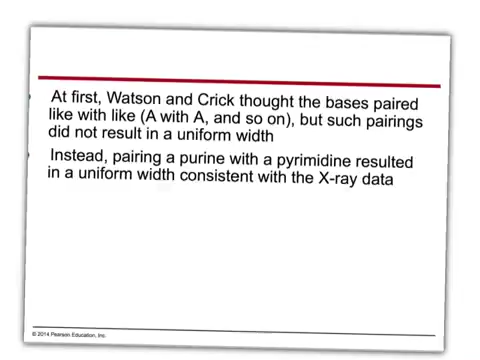 At first, Watson and Crick thought the bases paired
like with like (A with A, and so on), but such pairings
did not result in a uniform width
Instead, pairing a purine with a pyrimidine resulted
in a uniform width consistent with the X-ray data
© 2014 Pearson Education, Inc.